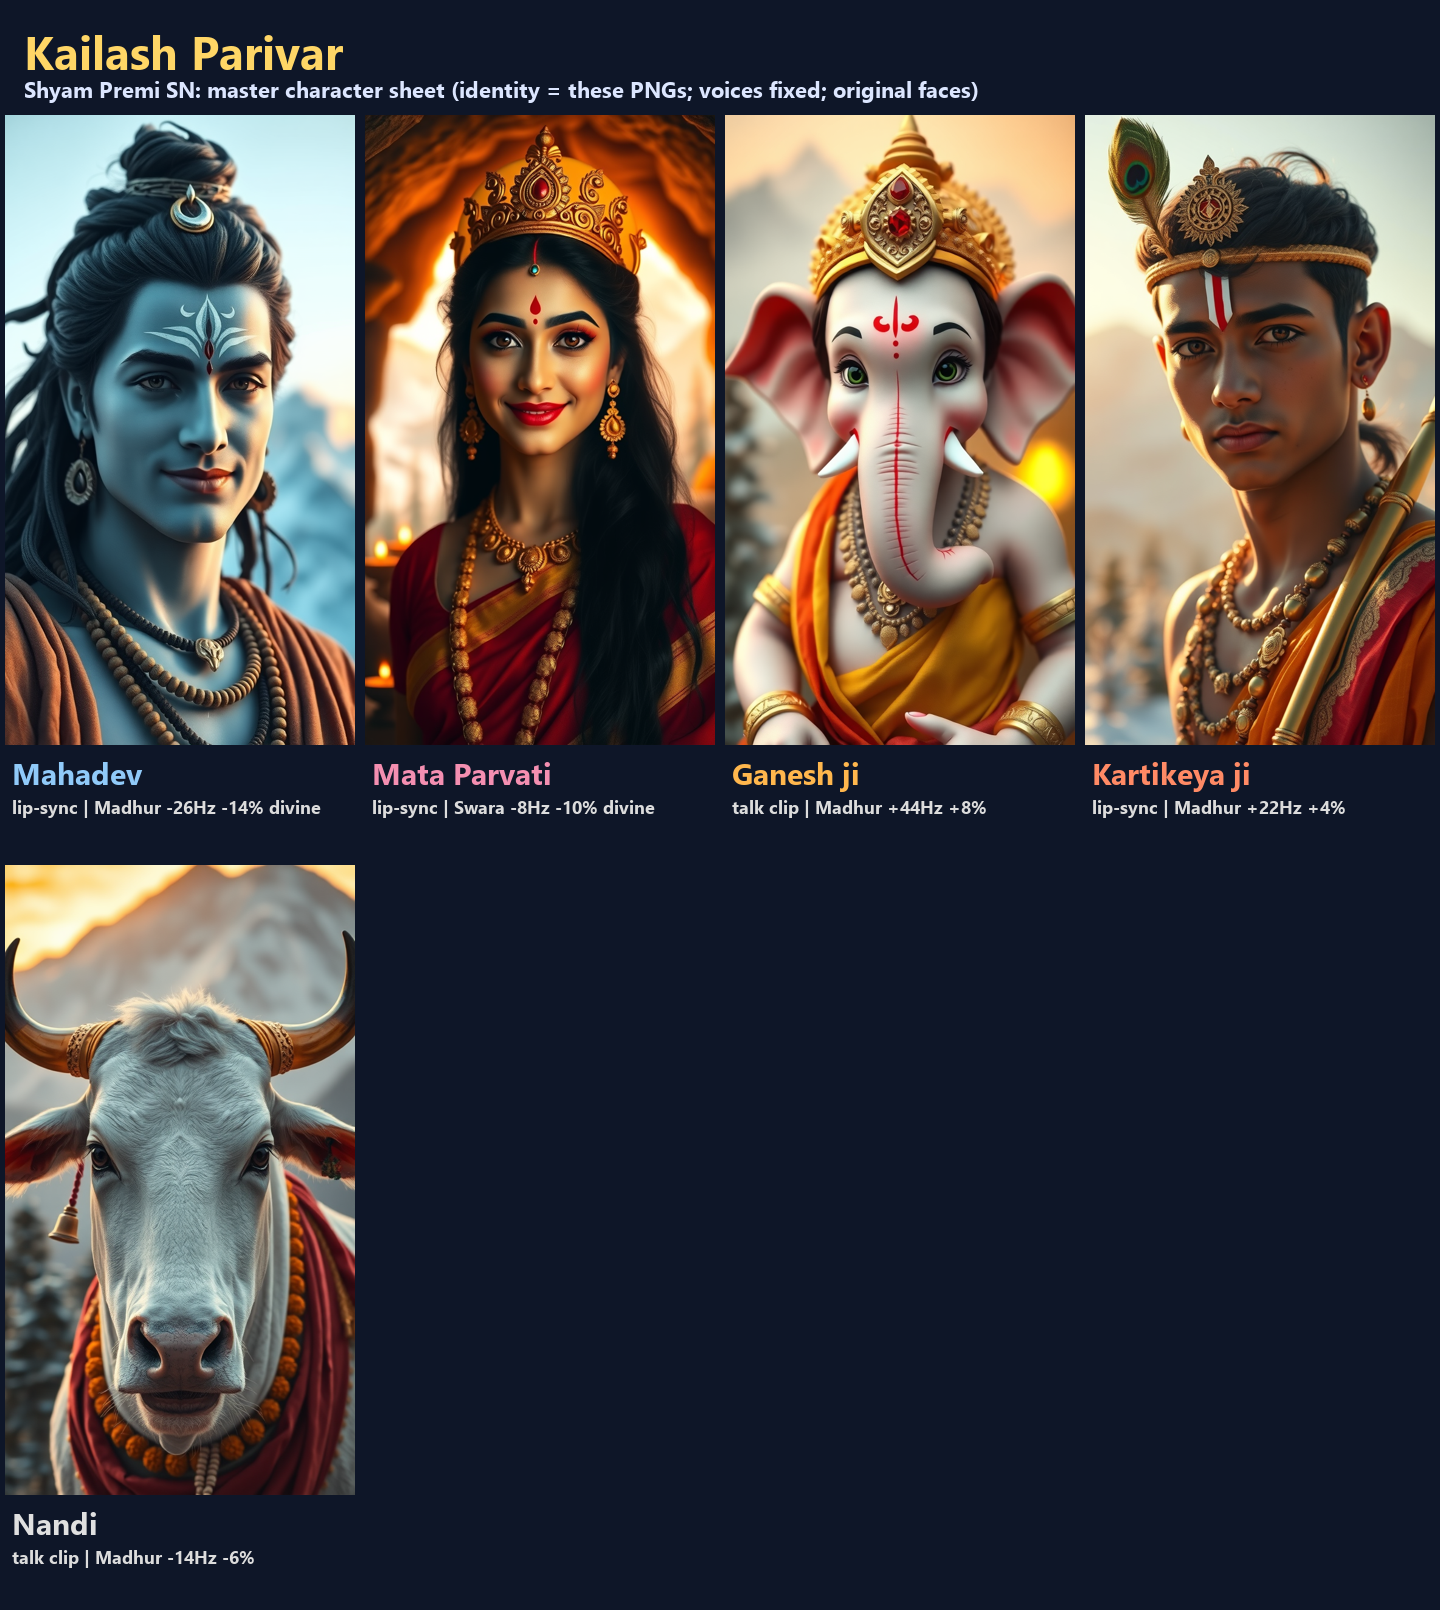 Kailash Parivar
Shyam Premi SN: master character sheet (identity = these PNGs; voices fixed; original faces)
Mahadev
lip-sync | Madhur -26Hz -14% divine
Mata Parvati
lip-sync | Swara -8Hz -10% divine
Ganesh ji
talk clip | Madhur +44Hz +8%
Kartikeya ji
lip-sync | Madhur +22Hz +4%
Nandi
talk clip | Madhur -14Hz -6%